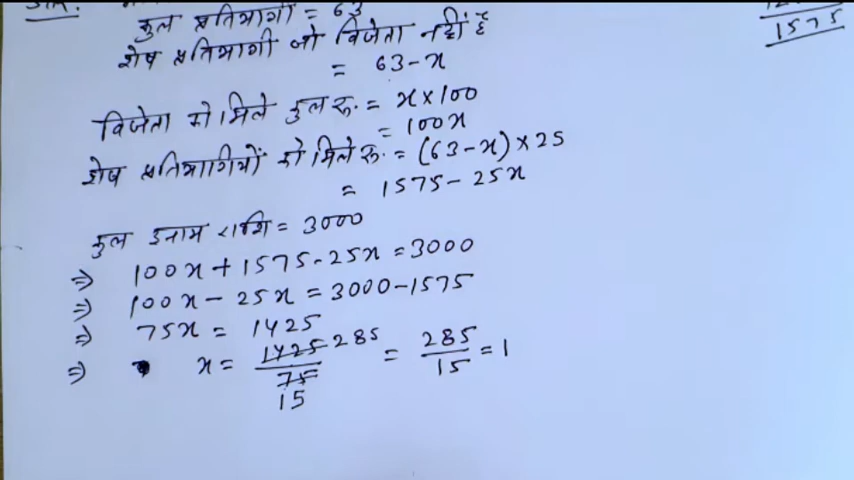 कुल प्रतिभागी = 63
शेष प्रतिभागी जो विजेता नहीं हैं
= 63 - x
विजेता को मिले कुल रु. = x × 100
= 100x
शेष प्रतिभागियों को मिले रु. = (63 - x) × 25
= 1575 - 25x
कुल इनाम राशि = 3000
⇒ 100x + 1575 - 25x = 3000
⇒ 100x - 25x = 3000 - 1575
⇒ 75x = 1425
⇒ x = 1425 285 / 75 15 = 285 / 15 = 1
1575